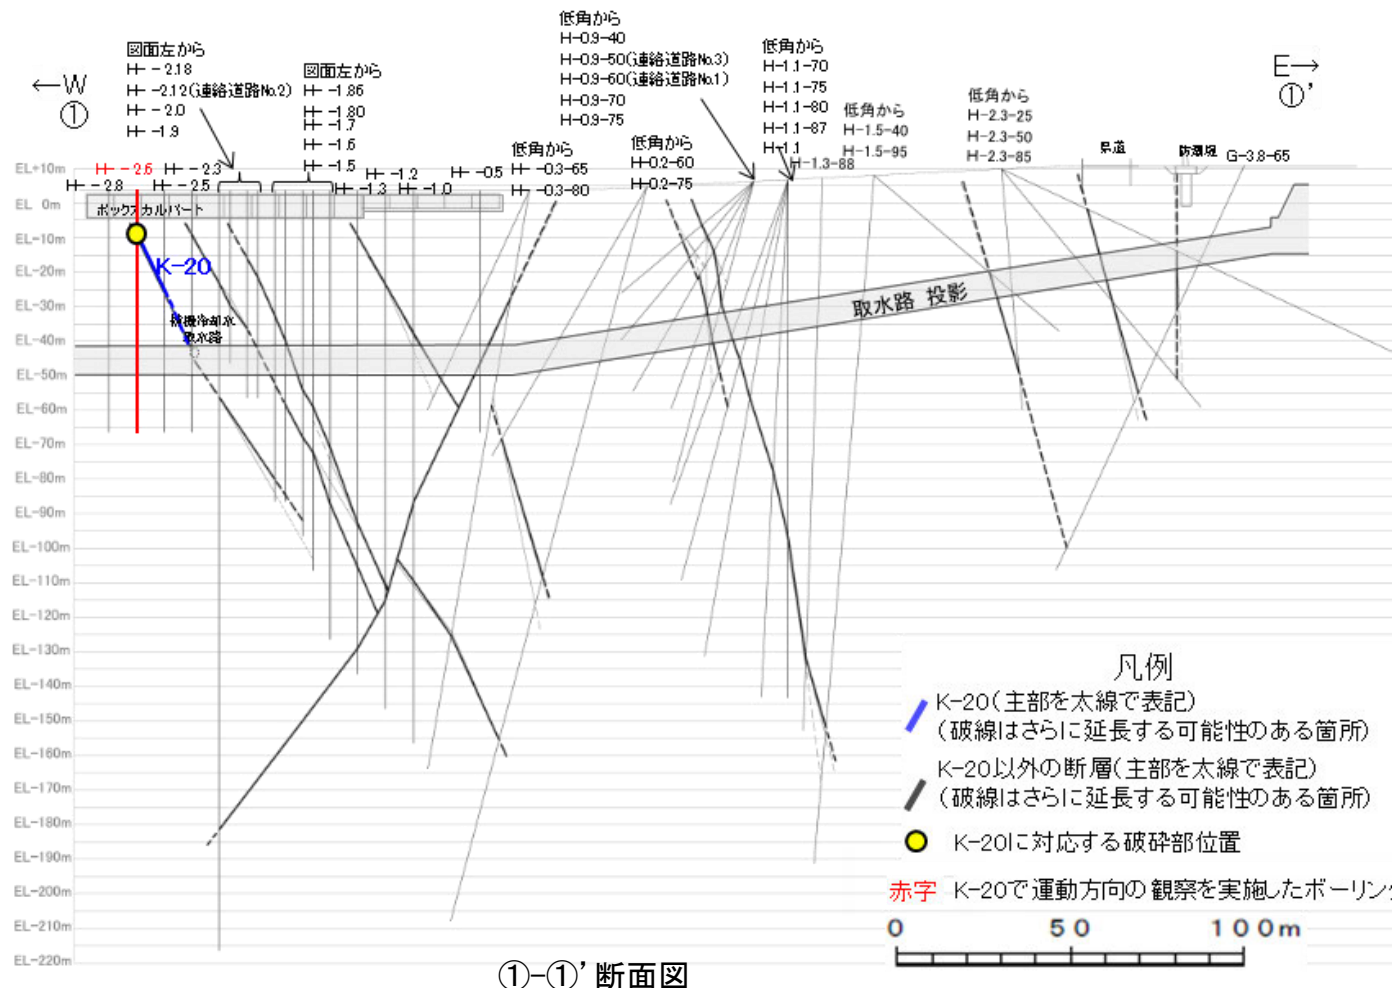 ←W
①
図面左から
H- -2.18
H- -2.12(連絡道路No.2)
H- -2.0
H- -1.9
図面左から
H- -1.86
H- -1.80
H- -1.7
H- -1.6
H- -1.5
低角から
H-0.9-40
H-0.9-50(連絡道路No.3)
H-0.9-60(連絡道路No.1)
H-0.9-70
H-0.9-75
低角から
H-1.1-70
H-1.1-75
H-1.1-80
H-1.1-87
H-1.1
低角から
H-1.5-40
H-1.5-95
低角から
H-2.3-25
H-2.3-50
H-2.3-85
E→
①'
県道
防潮堤
G-3.8-65
H-1.3-88
低角から
H-0.2-60
H-0.2-75
低角から
H--0.3-65
H--0.3-80
H- -0.5
H- -1.2
H- -1.3
H- -1.0
H- -2.6
H- -2.3
H- -2.8
H- -2.5
ボックスカルバート
K-20
補機冷却水
取水路
取水路 投影
EL+10m
EL 0m
EL-10m
EL-20m
EL-30m
EL-40m
EL-50m
EL-60m
EL-70m
EL-80m
EL-90m
EL-100m
EL-110m
EL-120m
EL-130m
EL-140m
EL-150m
EL-160m
EL-170m
EL-180m
EL-190m
EL-200m
EL-210m
EL-220m
凡例
K-20(主部を太線で表記)
(破線はさらに延長する可能性のある箇所)
K-20以外の断層(主部を太線で表記)
(破線はさらに延長する可能性のある箇所)
K-20に対応する破砕部位置
赤字 K-20で運動方向の観察を実施したボーリング
0 50 100m
①-①'断面図